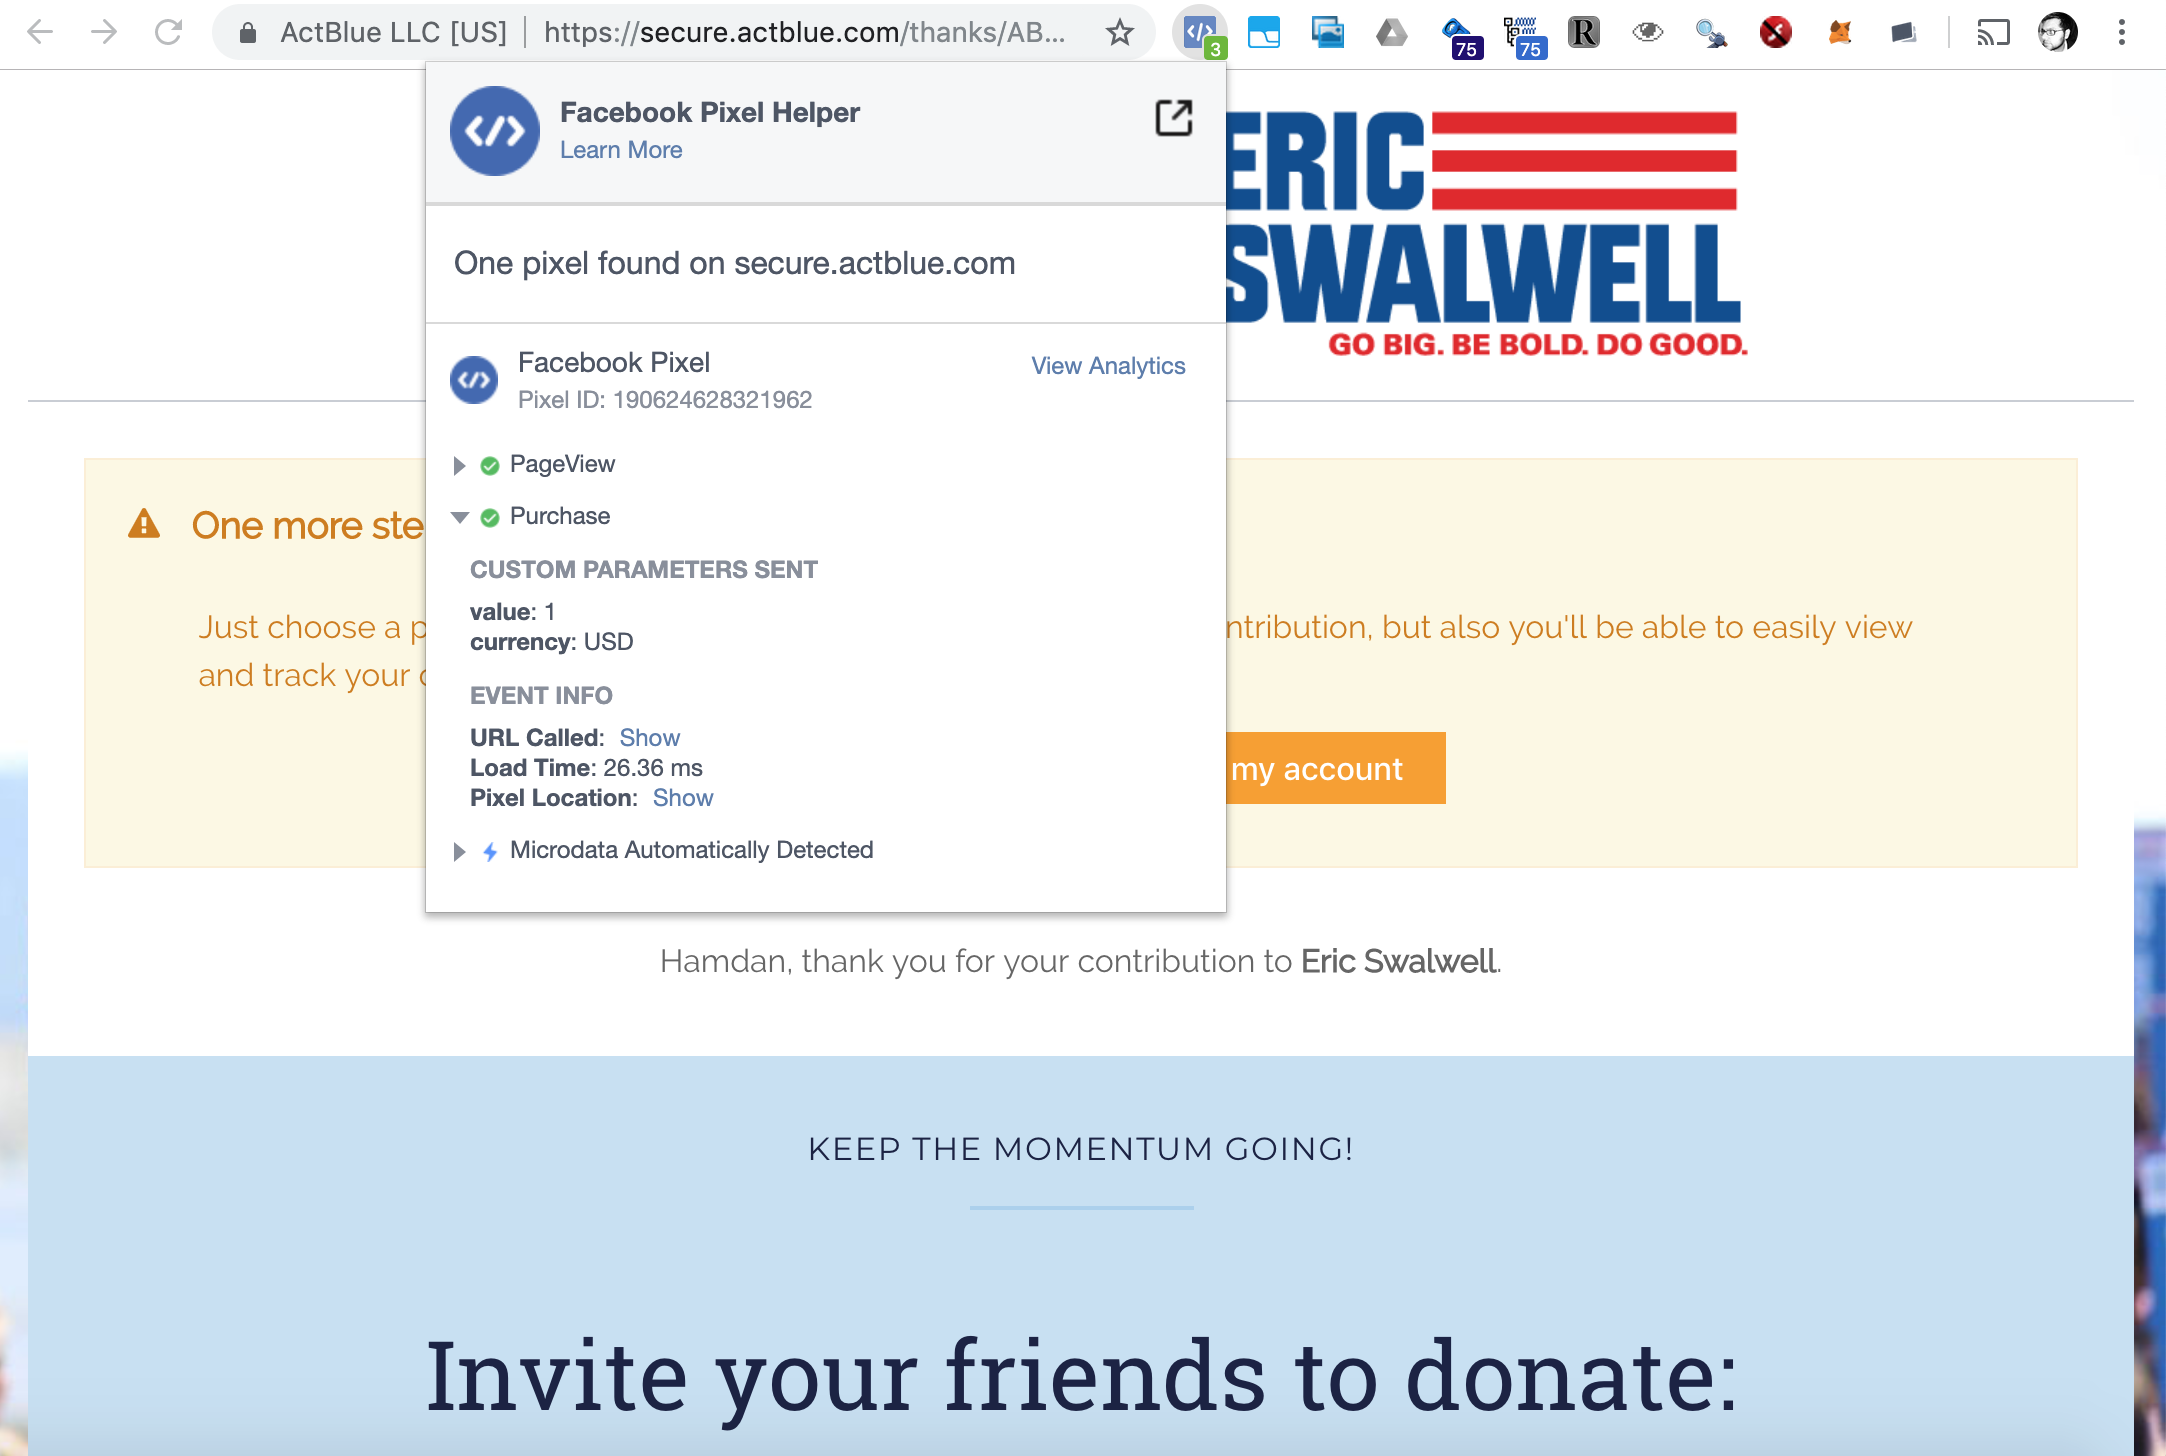 ActBlue LLC [US] | https://secure.actblue.com/thanks/AB...
3
75
75
R
Facebook Pixel Helper
Learn More
ERIC
SWALWELL
GO BIG. BE BOLD. DO GOOD.
One pixel found on secure.actblue.com
Facebook Pixel
View Analytics
Pixel ID: 190624628321962
PageView
Purchase
One more ste
CUSTOM PARAMETERS SENT
value: 1
currency: USD
Just choose a p
ntribution, but also you'll be able to easily view
and track your
EVENT INFO
URL Called: Show
Load Time: 26.36 ms
Pixel Location: Show
my account
Microdata Automatically Detected
Hamdan, thank you for your contribution to Eric Swalwell.
KEEP THE MOMENTUM GOING!
Invite your friends to donate: